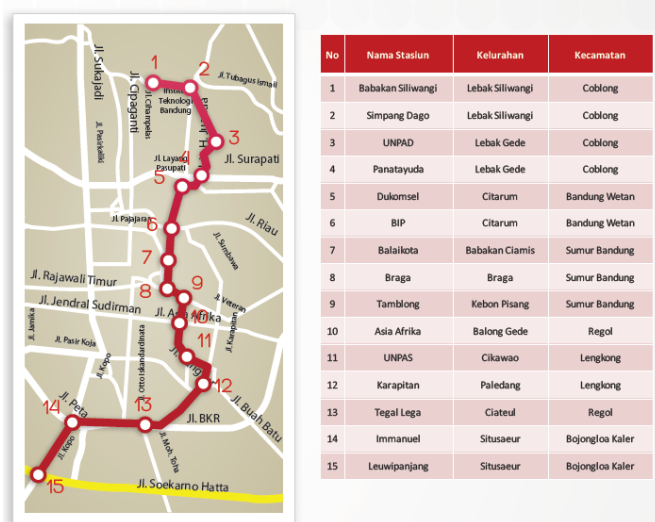 1
2
Jl. Tubagus Ismail
Jl. Sukajadi
Jl. Cipaganti
Jl. Cihampelas
Teknologi
Bandung
Jl. Pasirkaliki
3
Jl. Surapati
4
Jl. Layang
Pasupati
5
Jl. Pajajaran
6
Jl. Riau
Jl. Sumbawa
7
Jl. Rajawali Timur
8
9
Jl. Jendral Sudirman
Jl. Veteran
Jl. Asia Afrika
10
Jl. Jamika
Jl. Pasir Koja
Jl. Karapitan
11
Jl. Kopo
Jl. Otto Iskandardinata
12
Jl. Peta
14
13
Jl. BKR
Jl. Buah Batu
Jl. Kopo
Jl. Moh. Toha
15
Jl. Soekarno Hatta
No Nama Stasiun Kelurahan Kecamatan
1 Babakan Siliwangi Lebak Siliwangi Coblong
2 Simpang Dago Lebak Siliwangi Coblong
3 UNPAD Lebak Gede Coblong
4 Panatayuda Lebak Gede Coblong
5 Dukomsel Citarum Bandung Wetan
6 BIP Citarum Bandung Wetan
7 Balaikota Babakan Ciamis Sumur Bandung
8 Braga Braga Sumur Bandung
9 Tamblong Kebon Pisang Sumur Bandung
10 Asia Afrika Balong Gede Regol
11 UNPAS Cikawao Lengkong
12 Karapitan Paledang Lengkong
13 Tegal Lega Ciateul Regol
14 Immanuel Situsaeur Bojongloa Kaler
15 Leuwipanjang Situsaeur Bojongloa Kaler